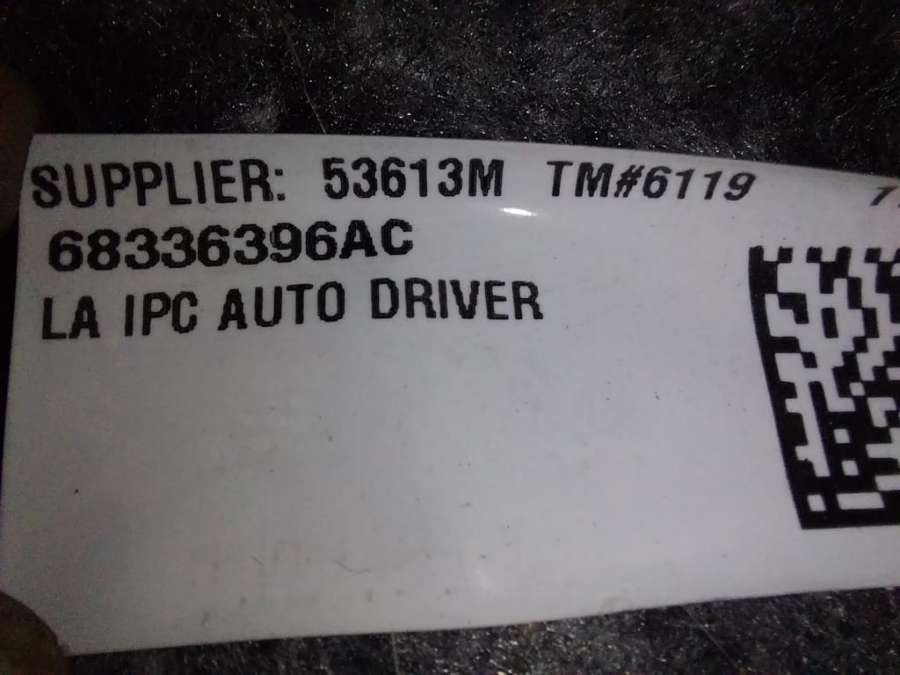 SUPPLIER: 53613M TM#6119
68336396AC
LA IPC AUTO DRIVER